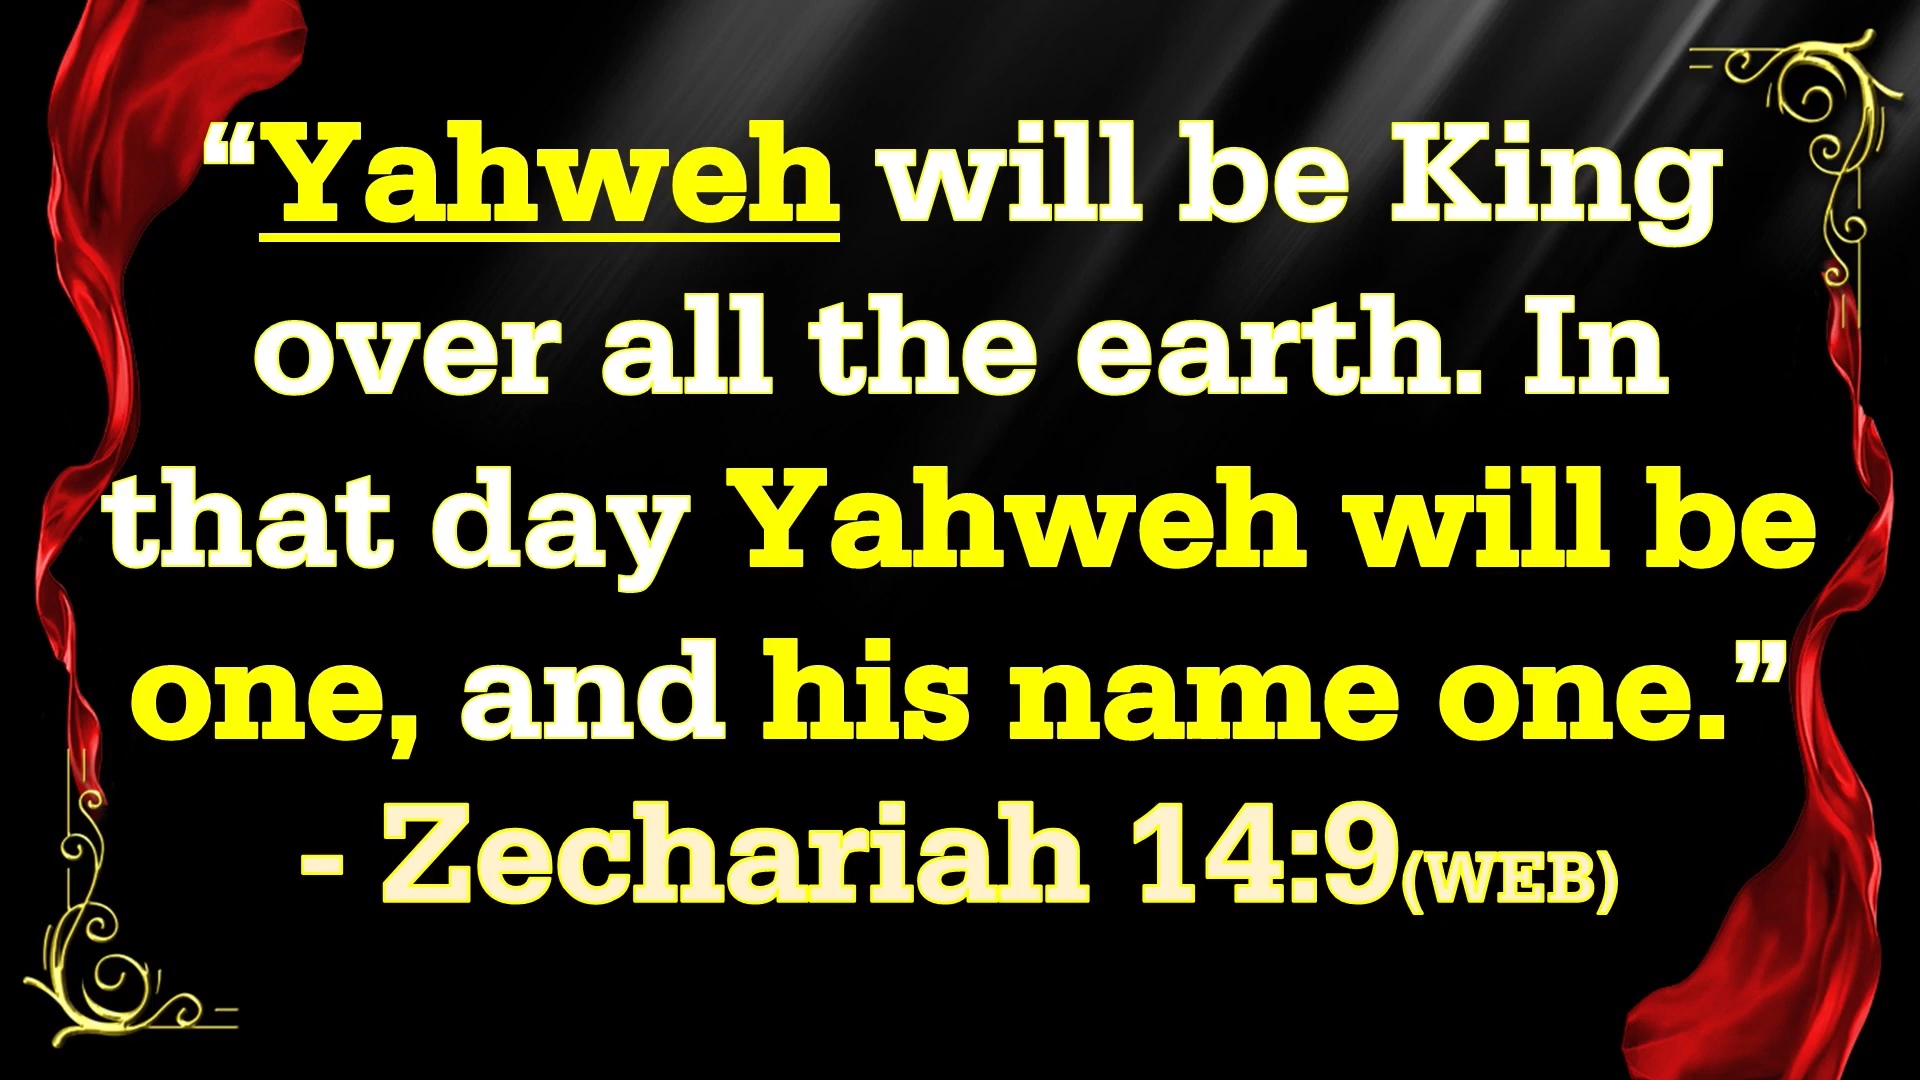 “Yahweh will be King
over all the earth. In
that day Yahweh will be
one, and his name one.”
- Zechariah 14:9(WEB)